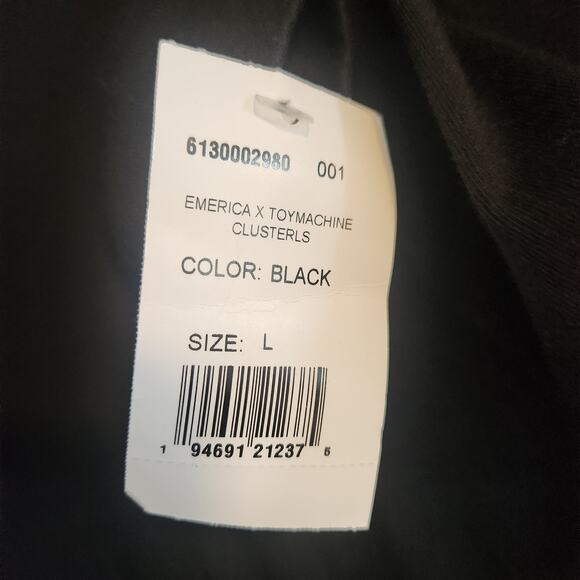 6130002980 001
EMERICA X TOYMACHINE
CLUSTERLS
COLOR: BLACK
SIZE: L
1 94691 21237 5